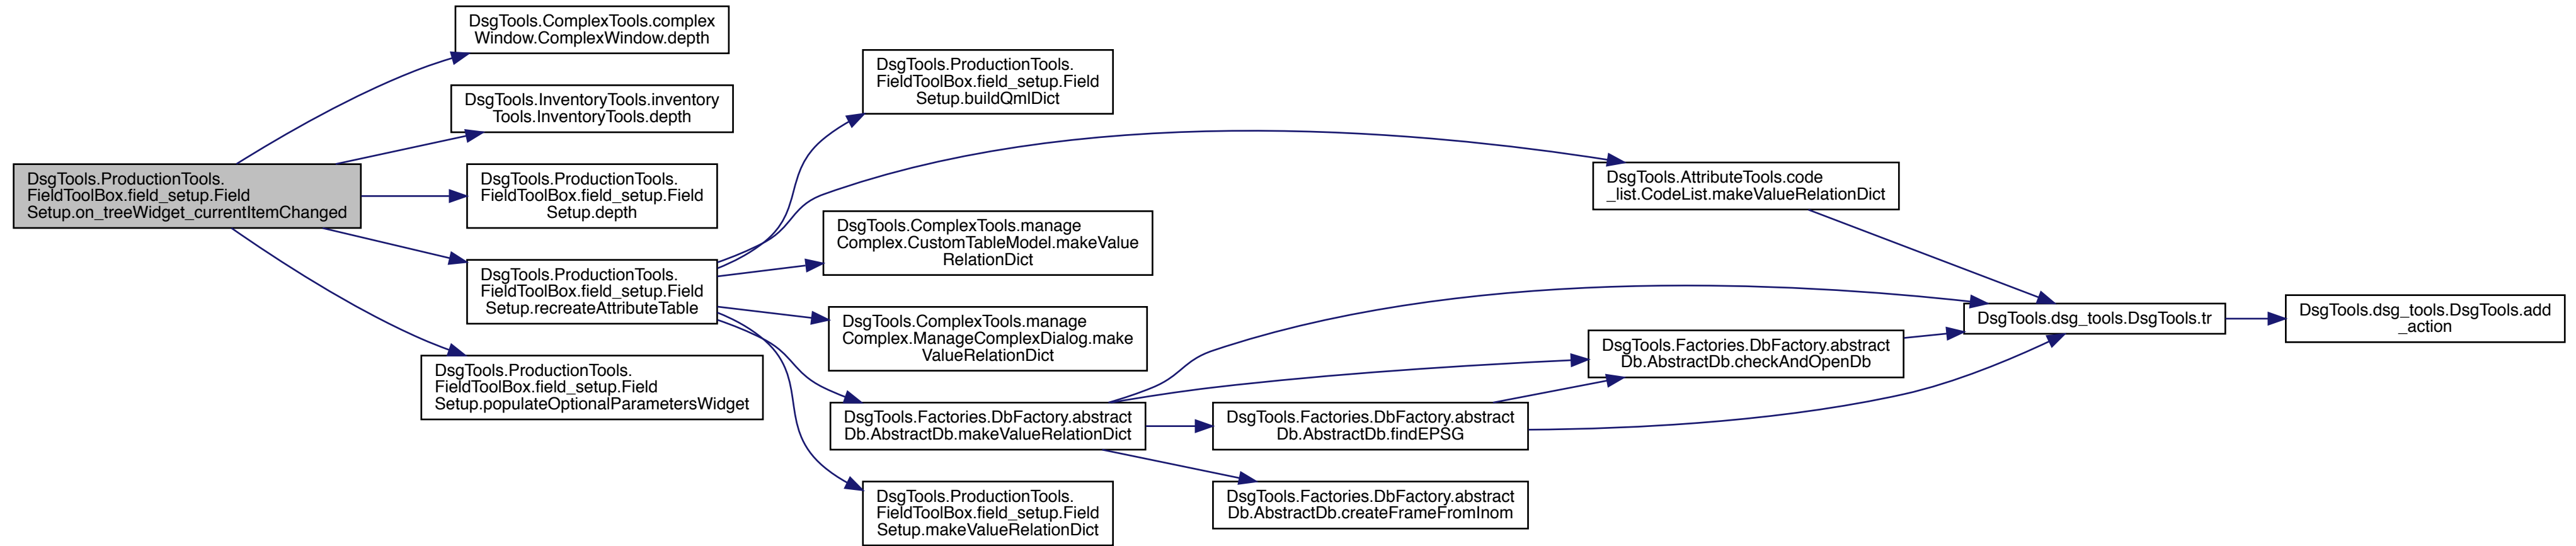 DsgTools.ProductionTools.
FieldToolBox.field_setup.Field
Setup.on_treeWidget_currentItemChanged
DsgTools.ComplexTools.complex
Window.ComplexWindow.depth
DsgTools.InventoryTools.inventory
Tools.InventoryTools.depth
DsgTools.ProductionTools.
FieldToolBox.field_setup.Field
Setup.depth
DsgTools.ProductionTools.
FieldToolBox.field_setup.Field
Setup.recreateAttributeTable
DsgTools.ProductionTools.
FieldToolBox.field_setup.Field
Setup.populateOptionalParametersWidget
DsgTools.ProductionTools.
FieldToolBox.field_setup.Field
Setup.buildQmlDict
DsgTools.ComplexTools.manage
Complex.CustomTableModel.makeValue
RelationDict
DsgTools.ComplexTools.manage
Complex.ManageComplexDialog.make
ValueRelationDict
DsgTools.Factories.DbFactory.abstract
Db.AbstractDb.makeValueRelationDict
DsgTools.ProductionTools.
FieldToolBox.field_setup.Field
Setup.makeValueRelationDict
DsgTools.Factories.DbFactory.abstract
Db.AbstractDb.findEPSG
DsgTools.Factories.DbFactory.abstract
Db.AbstractDb.createFrameFromInom
DsgTools.AttributeTools.code
_list.CodeList.makeValueRelationDict
DsgTools.Factories.DbFactory.abstract
Db.AbstractDb.checkAndOpenDb
DsgTools.dsg_tools.DsgTools.tr
DsgTools.dsg_tools.DsgTools.add
_action